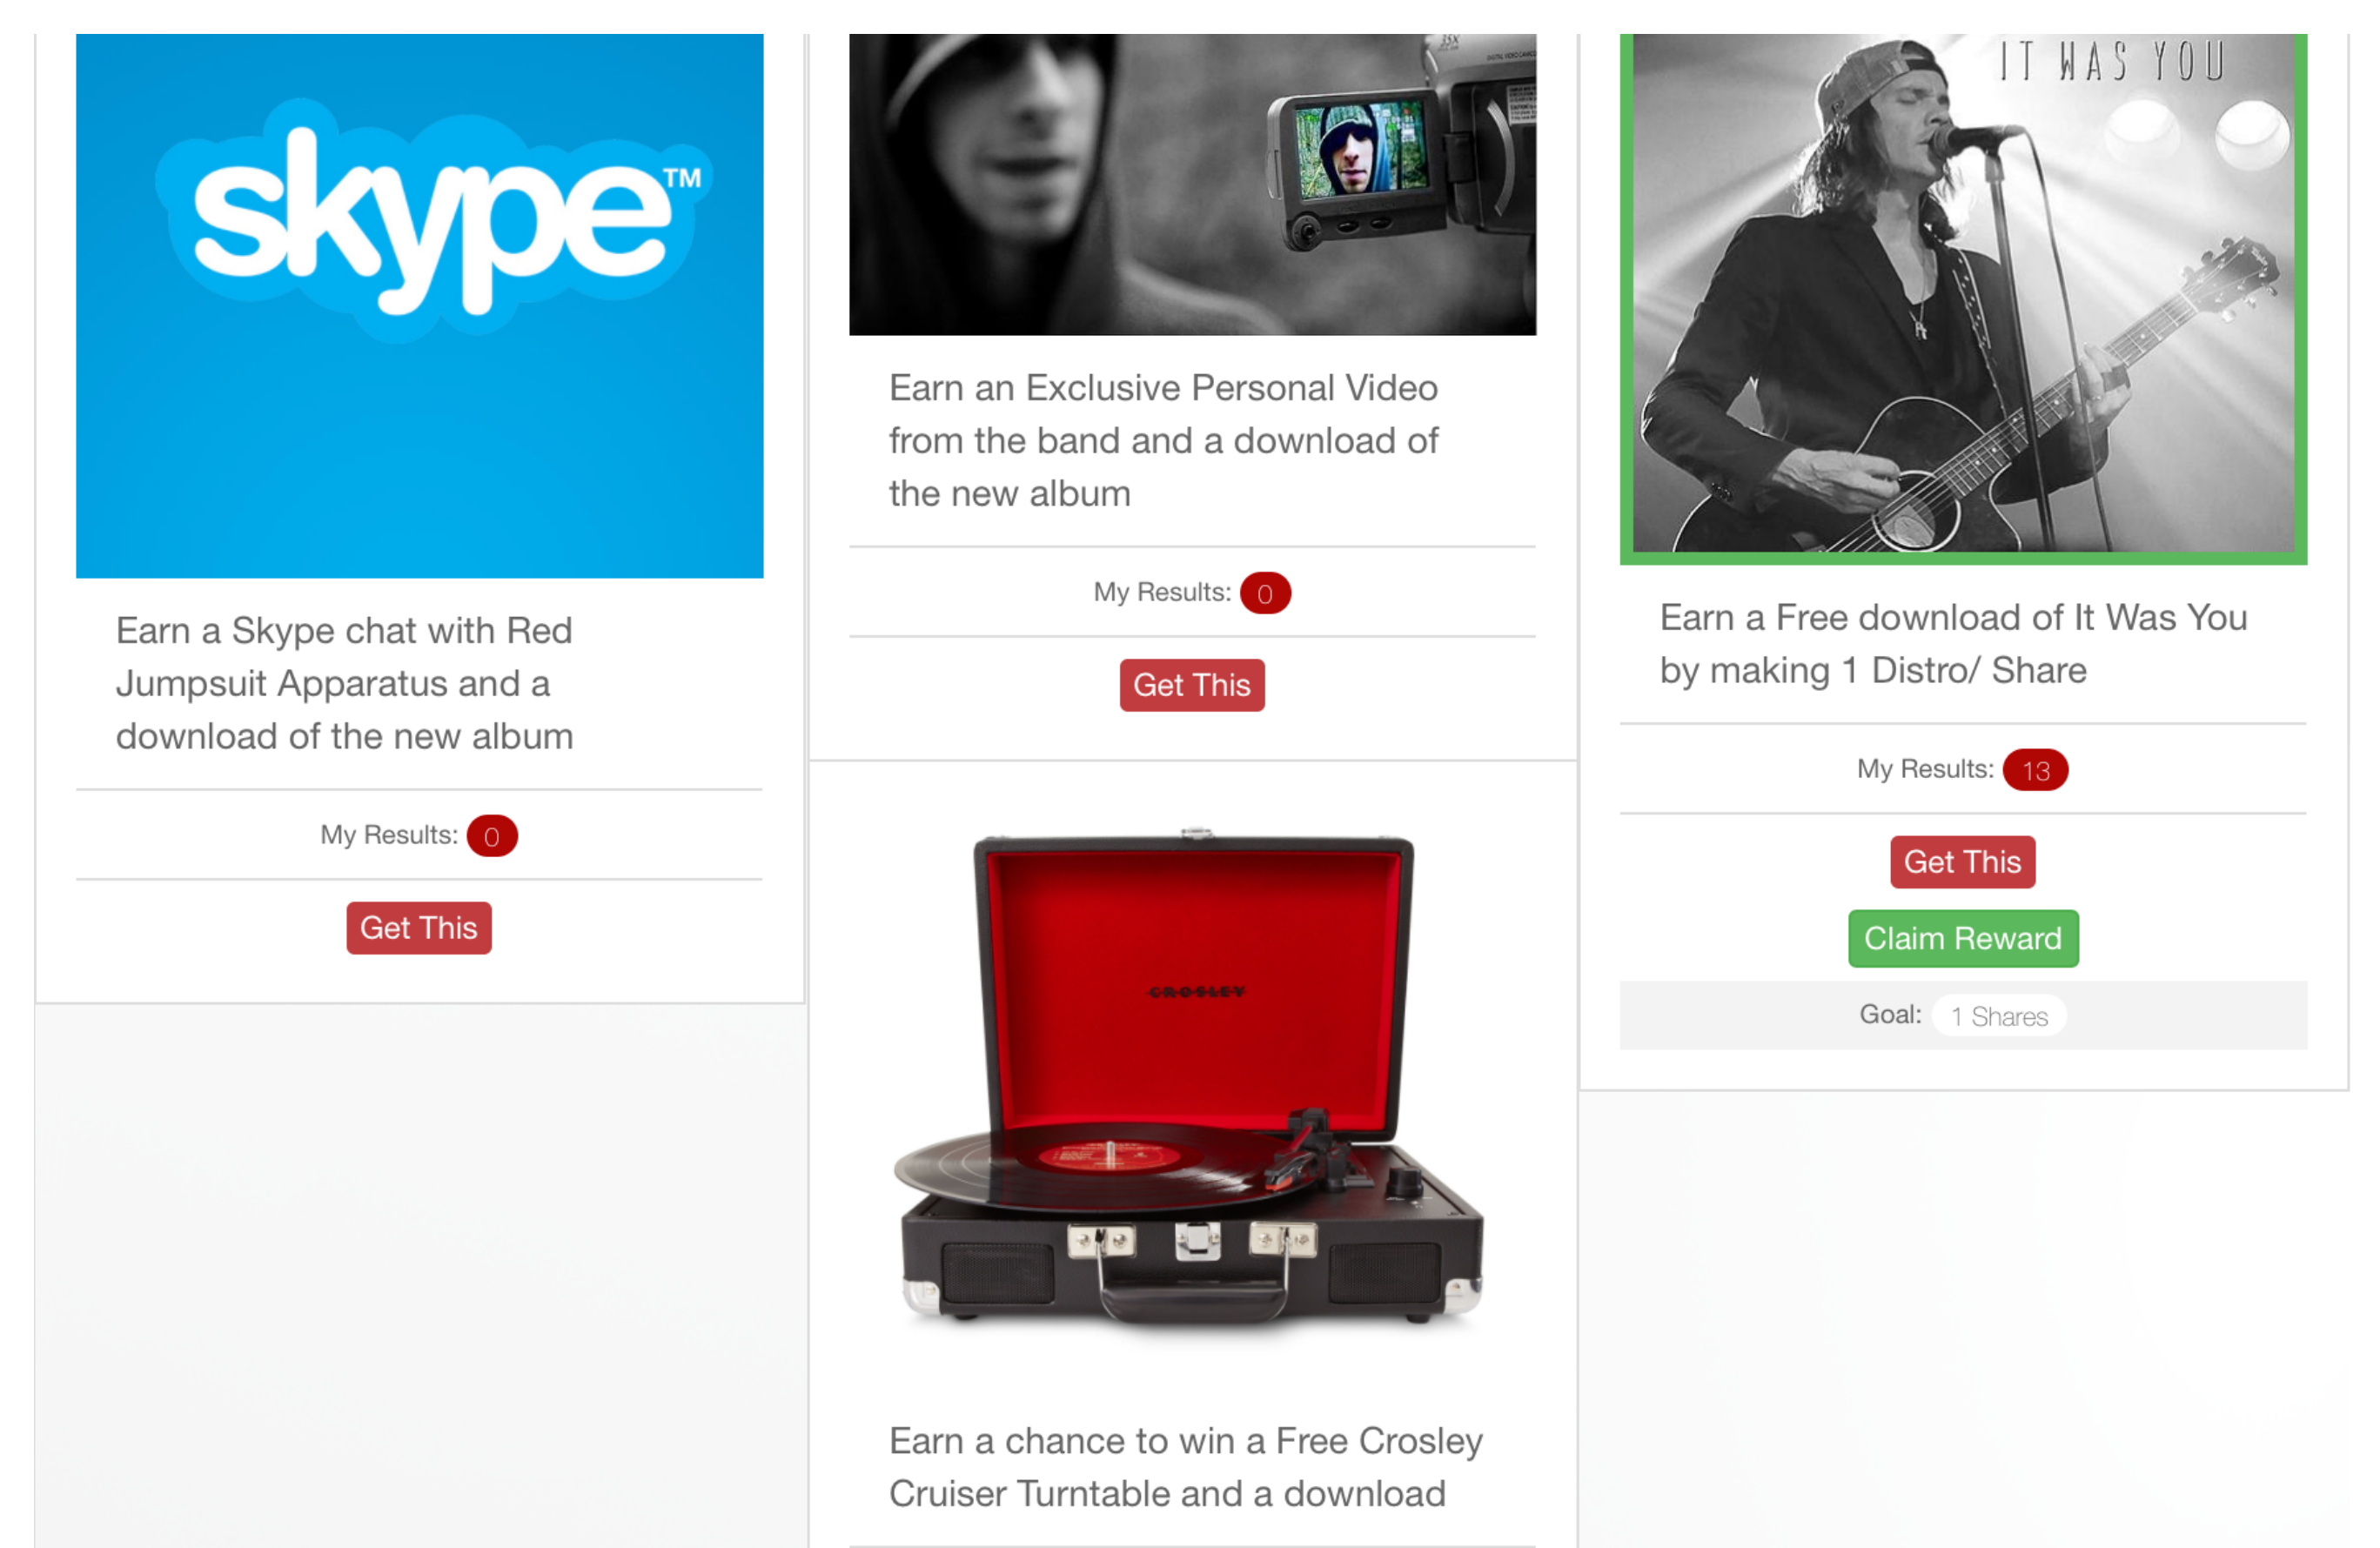 skype™
Earn a Skype chat with Red
Jumpsuit Apparatus and a
download of the new album
My Results: 0
Get This
35X
Earn an Exclusive Personal Video
from the band and a download of
the new album
My Results: 0
Get This
CROSLEY
Earn a chance to win a Free Crosley
Cruiser Turntable and a download
IT WAS YOU
Earn a Free download of It Was You
by making 1 Distro/ Share
My Results: 13
Get This
Claim Reward
Goal: 1 Shares